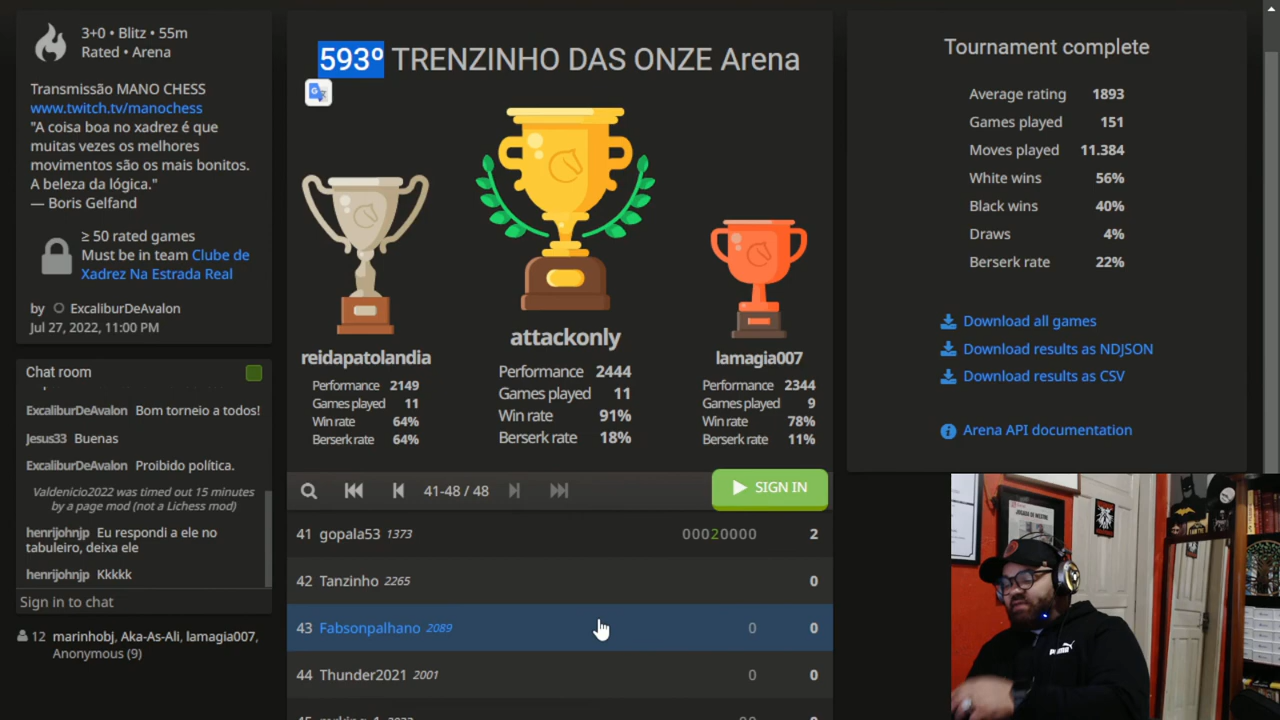 3+0 • Blitz • 55m
Rated • Arena
Transmissão MANO CHESS
www.twitch.tv/manochess
"A coisa boa no xadrez é que
muitas vezes os melhores
movimentos são os mais bonitos.
A beleza da lógica."
— Boris Gelfand
≥ 50 rated games
Must be in team Clube de
Xadrez Na Estrada Real
by ExcaliburDeAvalon
Jul 27, 2022, 11:00 PM
Chat room
ExcaliburDeAvalon Bom torneio a todos!
Jesus33 Buenas
ExcaliburDeAvalon Proibido política.
Valdenicio2022 was timed out 15 minutes
by a page mod (not a Lichess mod)
henrijohnjp Eu respondi a ele no
tabuleiro, deixa ele
henrijohnjp Kkkkk
Sign in to chat
12 marinhobj, Aka-As-Ali, lamagia007,
Anonymous (9)
593º TRENZINHO DAS ONZE Arena
reidapatolandia
Performance 2149
Games played 11
Win rate 64%
Berserk rate 64%
attackonly
Performance 2444
Games played 11
Win rate 91%
Berserk rate 18%
lamagia007
Performance 2344
Games played 9
Win rate 78%
Berserk rate 11%
41-48 / 48
SIGN IN
41 gopala53 1373 00020000 2
42 Tanzinho 2265 0
43 Fabsonpalhano 2089 0 0
44 Thunder2021 2001 0 0
Tournament complete
Average rating 1893
Games played 151
Moves played 11.384
White wins 56%
Black wins 40%
Draws 4%
Berserk rate 22%
Download all games
Download results as NDJSON
Download results as CSV
Arena API documentation
PUMA